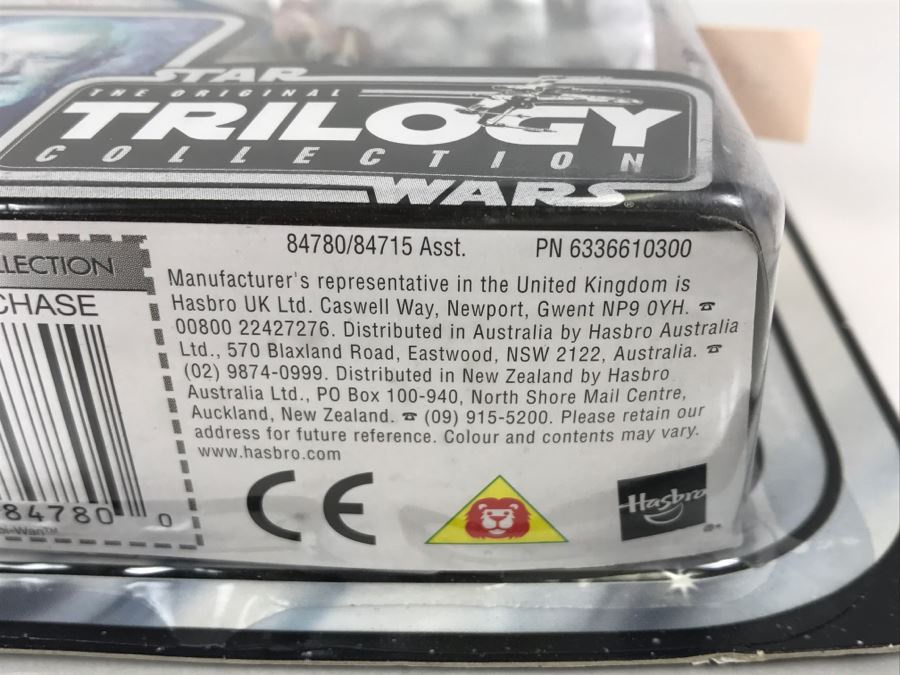 STAR
THE ORIGINAL
TRILOGY
COLLECTION
WARS®
LLECTION
CHASE
84780 0
bi-Wan™
84780/84715 Asst. PN 6336610300
Manufacturer's representative in the United Kingdom is
Hasbro UK Ltd. Caswell Way, Newport, Gwent NP9 0YH. ☎
00800 22427276. Distributed in Australia by Hasbro Australia
Ltd., 570 Blaxland Road, Eastwood, NSW 2122, Australia. ☎
(02) 9874-0999. Distributed in New Zealand by Hasbro
Australia Ltd., PO Box 100-940, North Shore Mail Centre,
Auckland, New Zealand. ☎ (09) 915-5200. Please retain our
address for future reference. Colour and contents may vary.
www.hasbro.com
CE
Hasbro